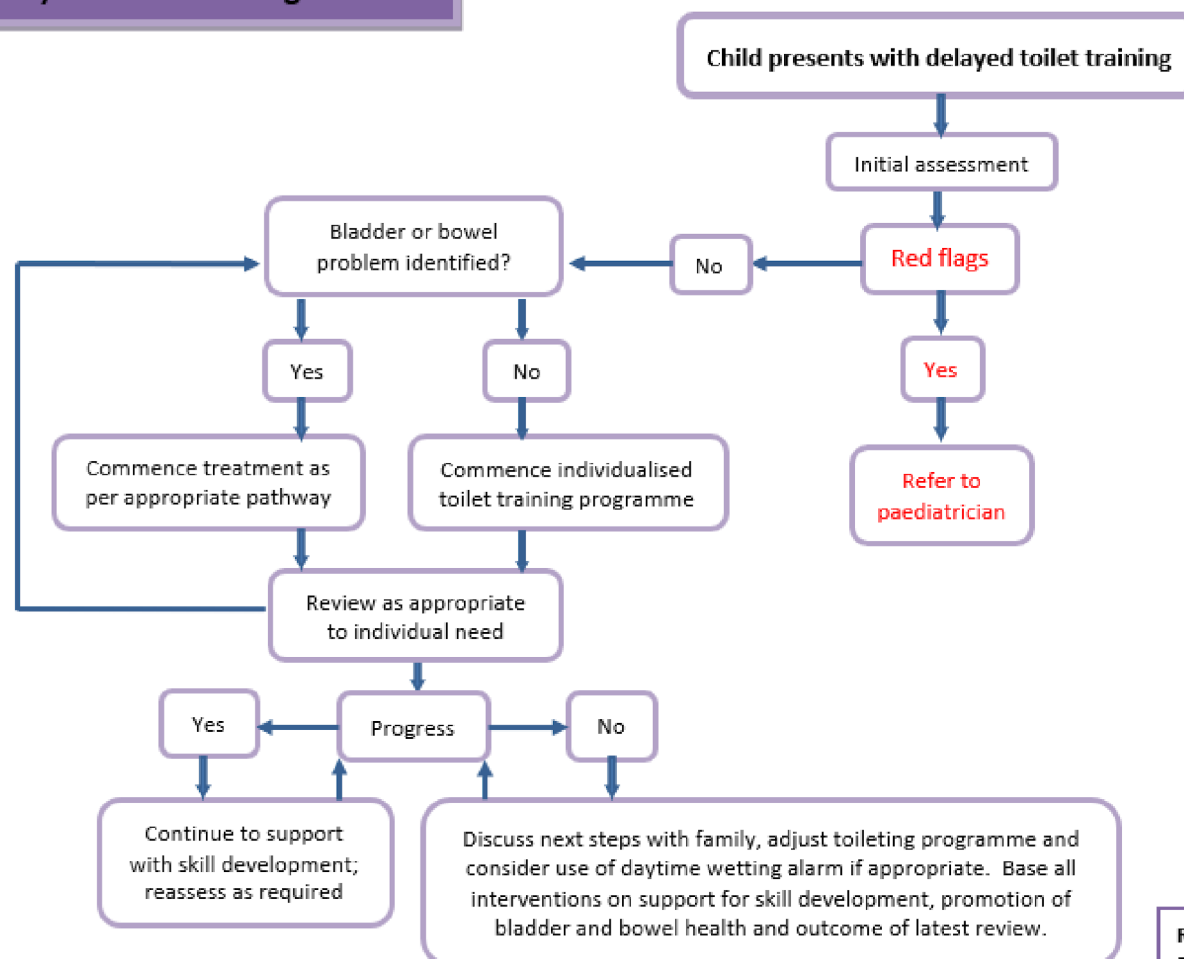 Child presents with delayed toilet training
Initial assessment
Red flags
No
Bladder or bowel
problem identified?
Yes
Refer to
paediatrician
Yes
No
Commence treatment as
per appropriate pathway
Commence individualised
toilet training programme
Review as appropriate
to individual need
Progress
Yes
No
Continue to support
with skill development;
reassess as required
Discuss next steps with family, adjust toileting programme and
consider use of daytime wetting alarm if appropriate. Base all
interventions on support for skill development, promotion of
bladder and bowel health and outcome of latest review.